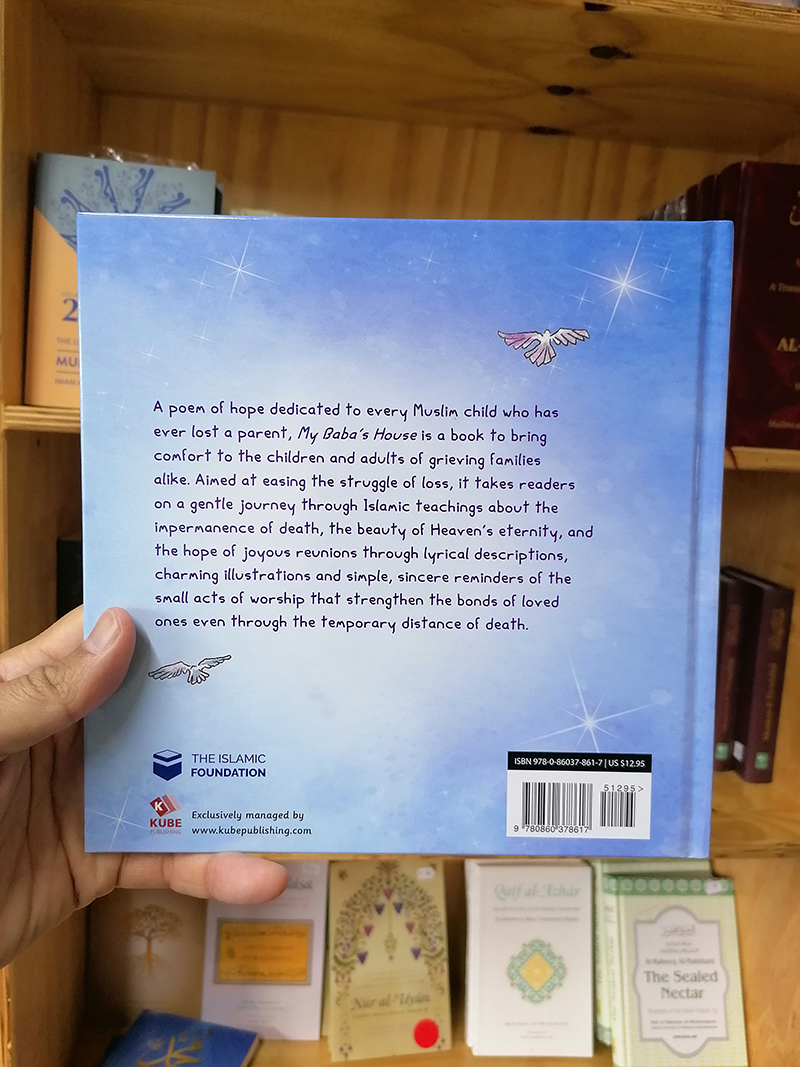 A poem of hope dedicated to every Muslim child who has
ever lost a parent, My Baba's House is a book to bring
comfort to the children and adults of grieving families
alike. Aimed at easing the struggle of loss, it takes readers
on a gentle journey through Islamic teachings about the
impermanence of death, the beauty of Heaven's eternity, and
the hope of joyous reunions through lyrical descriptions,
charming illustrations and simple, sincere reminders of the
small acts of worship that strengthen the bonds of loved
ones even through the temporary distance of death.
THE ISLAMIC
FOUNDATION
K
KUBE
PUBLISHING
Exclusively managed by
www.kubepublishing.com
ISBN 978-0-86037-861-7 | US $12.95
51295>
9 780860 378617
2
MU
IMAM
AL-
Nūr al-'Uyūn
Qatf al-Azhar
The Sealed
Nectar